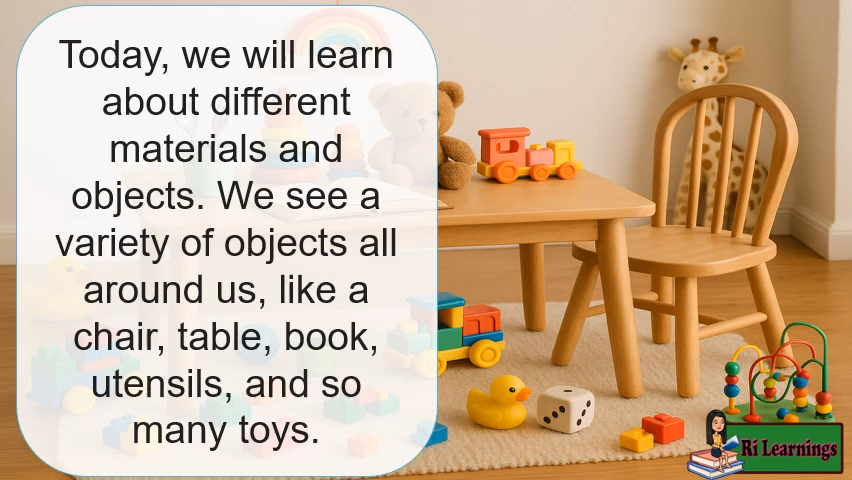 Today, we will learn
about different
materials and
objects. We see a
variety of objects all
around us, like a
chair, table, book,
utensils, and so
many toys.
Ri Learnings